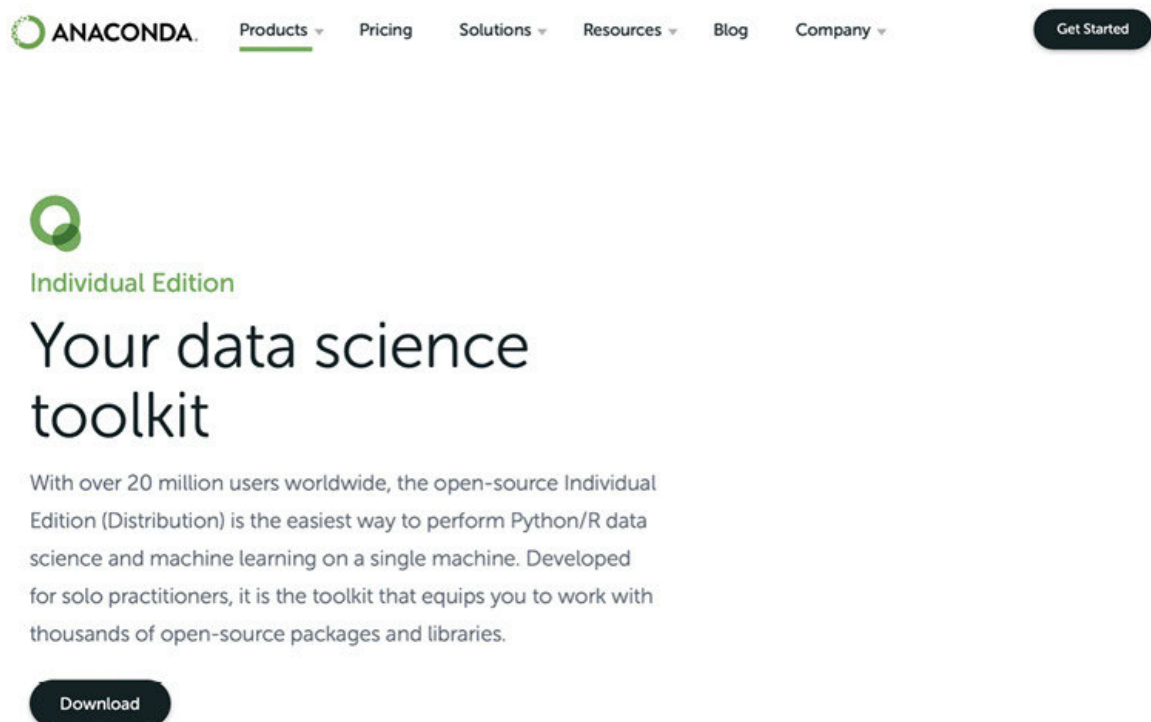 ANACONDA.
Products Pricing Solutions Resources Blog Company Get Started
Individual Edition
Your data science
toolkit
With over 20 million users worldwide, the open-source Individual
Edition (Distribution) is the easiest way to perform Python/R data
science and machine learning on a single machine. Developed
for solo practitioners, it is the toolkit that equips you to work with
thousands of open-source packages and libraries.
Download